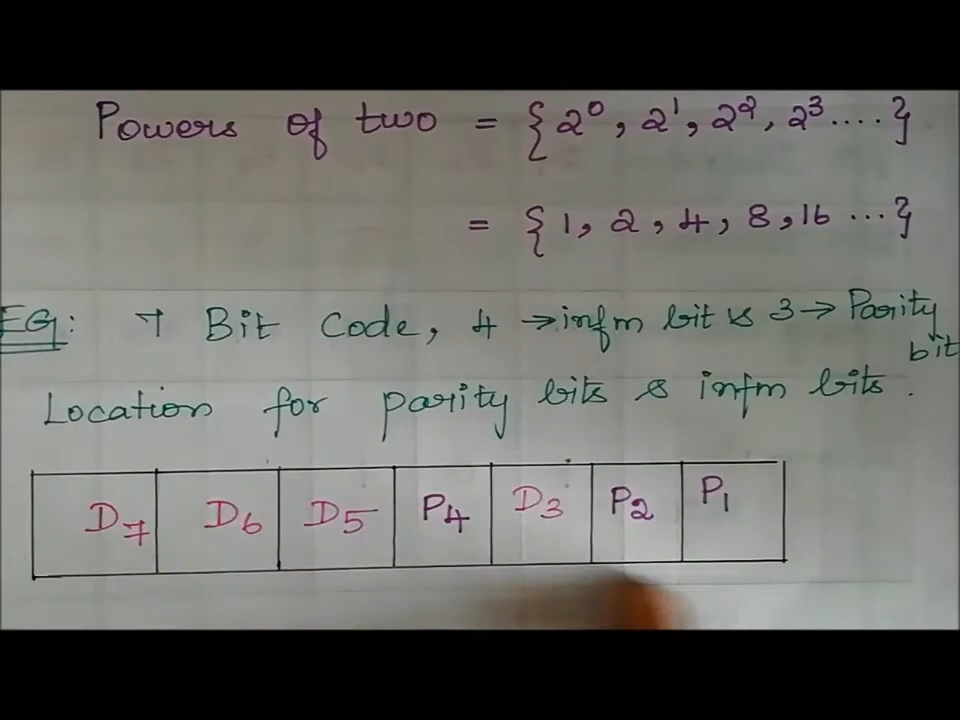 Powers of two = {2⁰, 2¹, 2², 2³....}
= {1, 2, 4, 8, 16 ...}
EG: 7 Bit Code, 4 → infm bit & 3 → Parity bit
Location for parity bits & infm bits.
D7 D6 D5 P4 D3 P2 P1